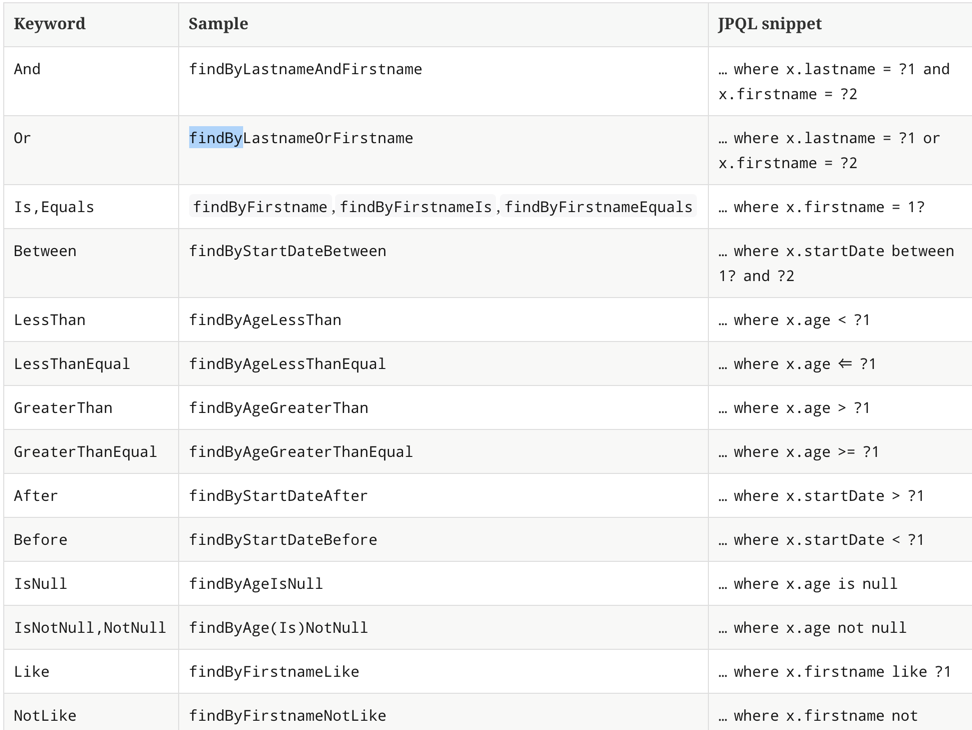 Keyword Sample JPQL snippet
And findByLastnameAndFirstname … where x.lastname = ?1 and
x.firstname = ?2
Or findByLastnameOrFirstname … where x.lastname = ?1 or
x.firstname = ?2
Is,Equals findByFirstname,findByFirstnameIs,findByFirstnameEquals … where x.firstname = 1?
Between findByStartDateBetween … where x.startDate between
1? and ?2
LessThan findByAgeLessThan … where x.age < ?1
LessThanEqual findByAgeLessThanEqual … where x.age ⇐ ?1
GreaterThan findByAgeGreaterThan … where x.age > ?1
GreaterThanEqual findByAgeGreaterThanEqual … where x.age >= ?1
After findByStartDateAfter … where x.startDate > ?1
Before findByStartDateBefore … where x.startDate < ?1
IsNull findByAgeIsNull … where x.age is null
IsNotNull,NotNull findByAge(Is)NotNull … where x.age not null
Like findByFirstnameLike … where x.firstname like ?1
NotLike findByFirstnameNotLike … where x.firstname not